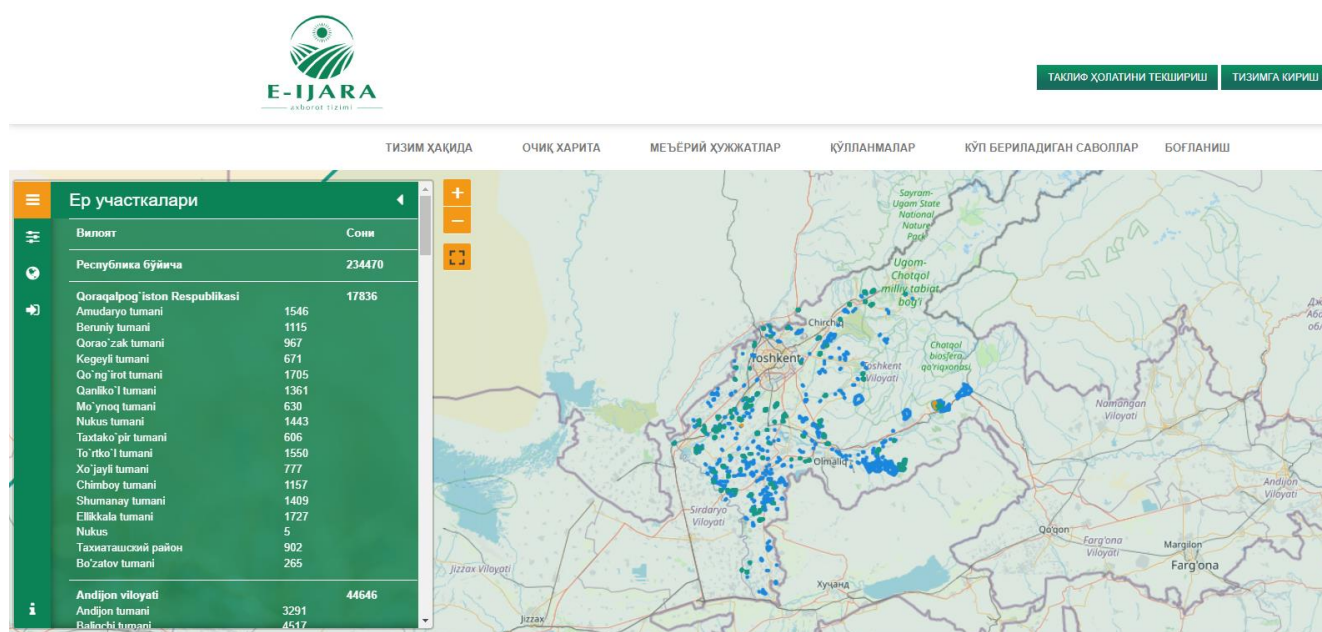 E-IJARA
axborot tizimi
ТАКЛИФ ҲОЛАТИНИ ТЕКШИРИШ
ТИЗИМГА КИРИШ
ТИЗИМ ҲАҚИДА ОЧИҚ ХАРИТА МЕЪЁРИЙ ҲУЖЖАТЛАР ҚЎЛЛАНМАЛАР КЎП БЕРИЛАДИГАН САВОЛЛАР БОҒЛАНИШ
Ер участкалари
Вилоят Сони
Республика бўйича 234470
Qoraqalpog`iston Respublikasi 17836
Amudaryo tumani 1546
Beruniy tumani 1115
Qorao`zak tumani 967
Kegeyli tumani 671
Qo`ng`irot tumani 1705
Qanliko`l tumani 1361
Mo`ynoq tumani 630
Nukus tumani 1443
Taxtako`pir tumani 606
To`rtko`l tumani 1550
Xo`jayli tumani 777
Chimboy tumani 1157
Shumanay tumani 1409
Ellikkala tumani 1727
Nukus 5
Тахиаташский район 902
Bo'zatov tumani 265
Andijon viloyati 44646
Andijon tumani 3291
Baliqchi tumani 4517
Sayram-
Ugam State
National
Nature
Park
Ugom-
Chotqol
milliy tabiat
bog'i
Chirchiq
Toshkent
Toshkent
Viloyati
Chotqol
biosfera
qo'riqxonasi
Namangan
Viloyati
Olmaliq
Sirdaryo
Viloyati
Andijon
Viloyati
Qo'qon
Farg'ona
Viloyati
Margilon
Farg'ona
Jizzax Viloyati
Jizzax
Хуҷанд